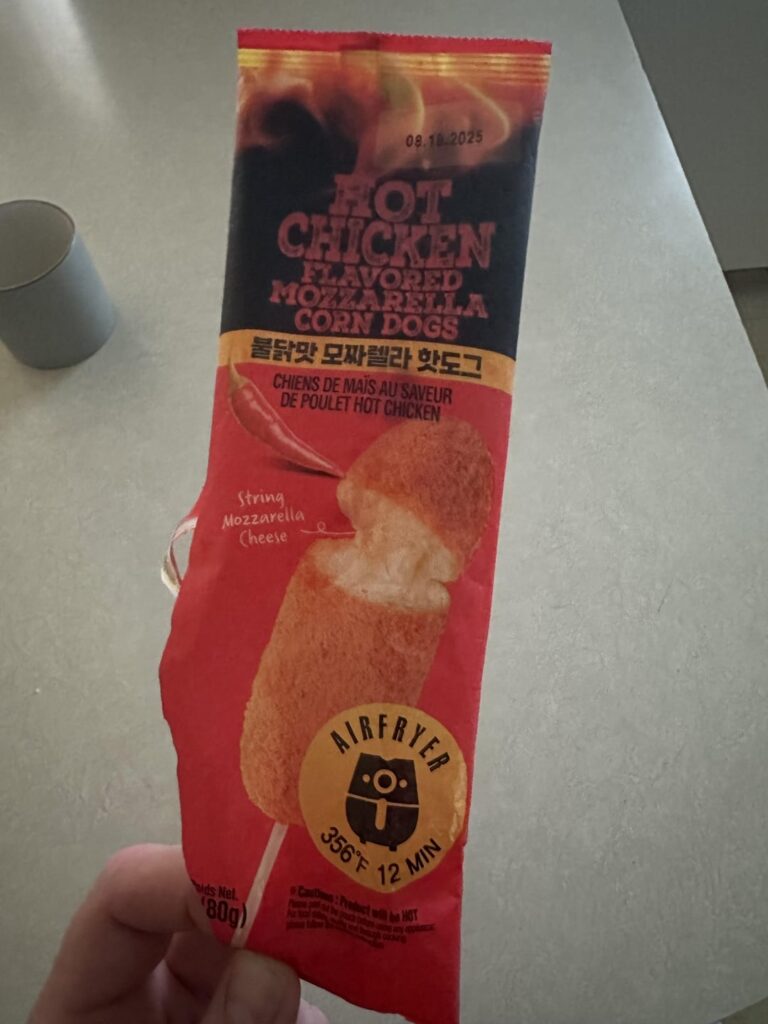 08.19.2025
HOT
CHICKEN
FLAVORED
MOZZARELLA
CORN DOGS
불닭맛 모짜렐라 핫도그
CHIENS DE MAÏS AU SAVEUR
DE POULET HOT CHICKEN
String
Mozzarella
Cheese
AIRFRYER
356°F 12 MIN
Net.
80g)
Cautions : Product will be HOT